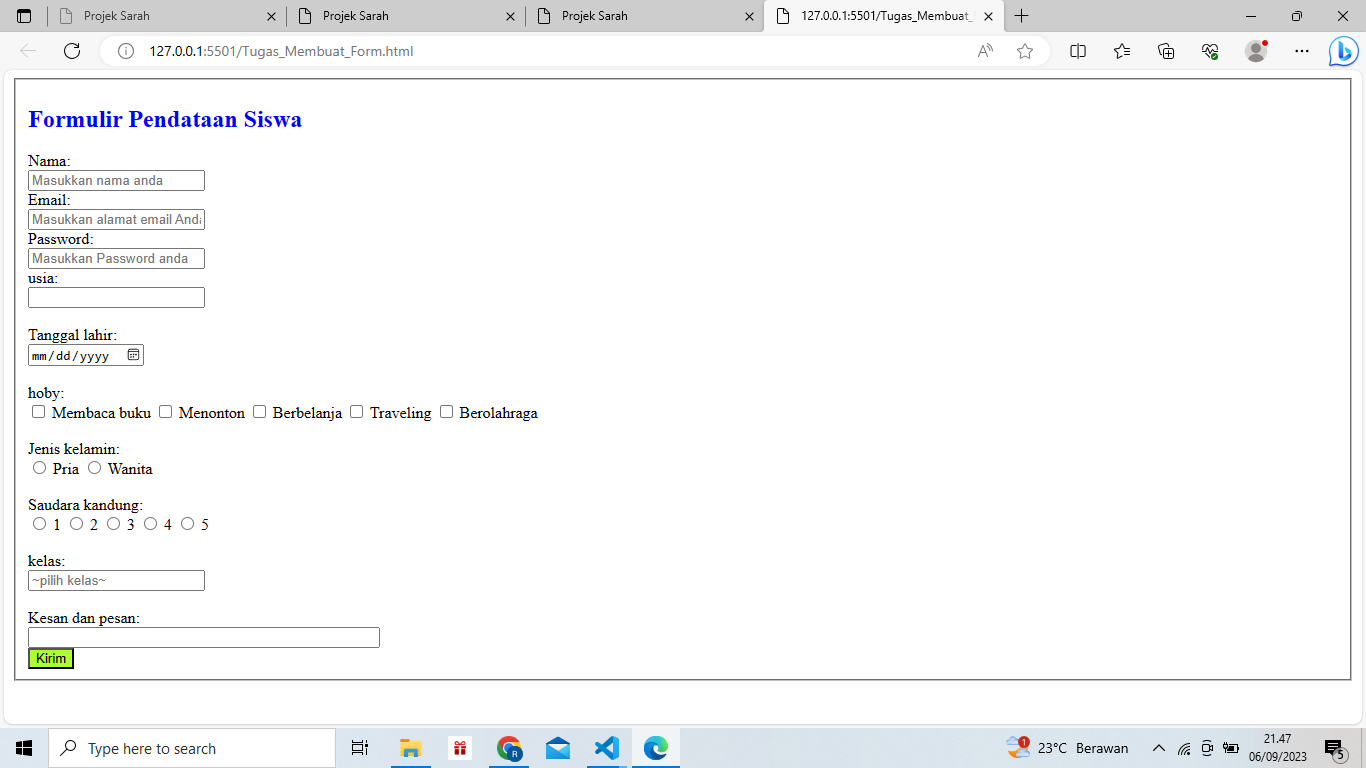 Projek Sarah
Projek Sarah
Projek Sarah
127.0.0.1:5501/Tugas_Membuat_
127.0.0.1:5501/Tugas_Membuat_Form.html
Formulir Pendataan Siswa
Nama:
Masukkan nama anda
Email:
Masukkan alamat email Anda
Password:
Masukkan Password anda
usia:
Tanggal lahir:
mm/dd/yyyy
hoby:
Membaca buku Menonton Berbelanja Traveling Berolahraga
Jenis kelamin:
Pria Wanita
Saudara kandung:
1 2 3 4 5
kelas:
~pilih kelas~
Kesan dan pesan:
Kirim
Type here to search
R
1
23°C Berawan
21.47
06/09/2023
5